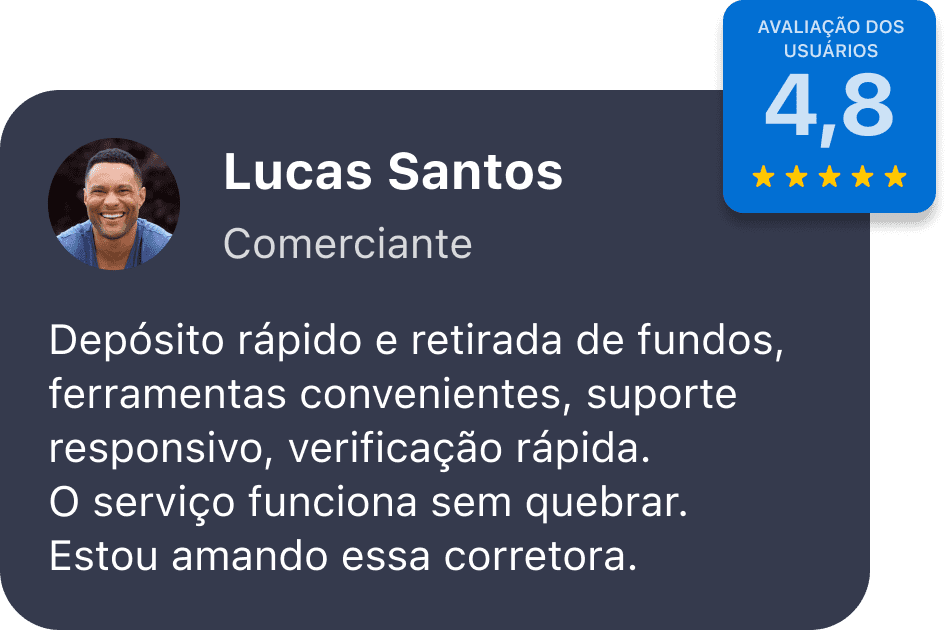 AVALIAÇÃO DOS
USUÁRIOS
4,8
Lucas Santos
Comerciante
Depósito rápido e retirada de fundos,
ferramentas convenientes, suporte
responsivo, verificação rápida.
O serviço funciona sem quebrar.
Estou amando essa corretora.